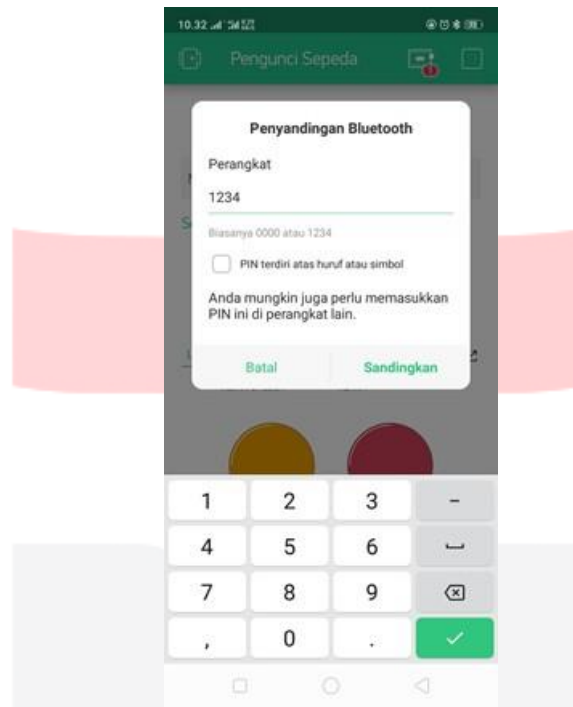 10.32
Pengunci Sepeda
Penyandingan Bluetooth
Perangkat
1234
Biasanya 0000 atau 1234
PIN terdiri atas huruf atau simbol
Anda mungkin juga perlu memasukkan
PIN ini di perangkat lain.
Batal Sandingkan
1 2 3 -
4 5 6
7 8 9
, 0 .